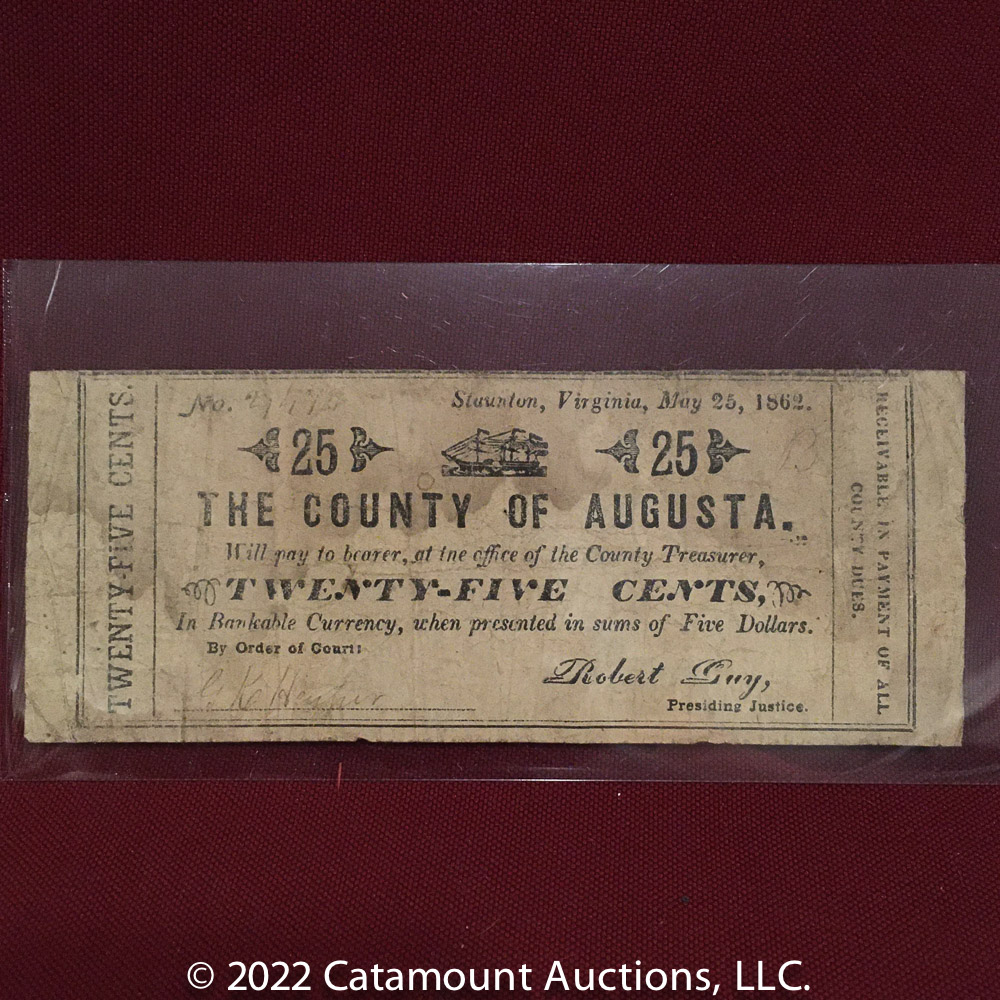 TWENTY-FIVE CENTS.
No.
Staunton, Virginia, May 25, 1862.
25 25
THE COUNTY OF AUGUSTA.
Will pay to bearer, at the office of the County Treasurer,
TWENTY-FIVE CENTS,
In Bankable Currency, when presented in sums of Five Dollars.
By Order of Court:
Robert Guy,
Presiding Justice.
RECEIVABLE IN PAYMENT OF ALL
COUNTY DUES.
© 2022 Catamount Auctions, LLC.